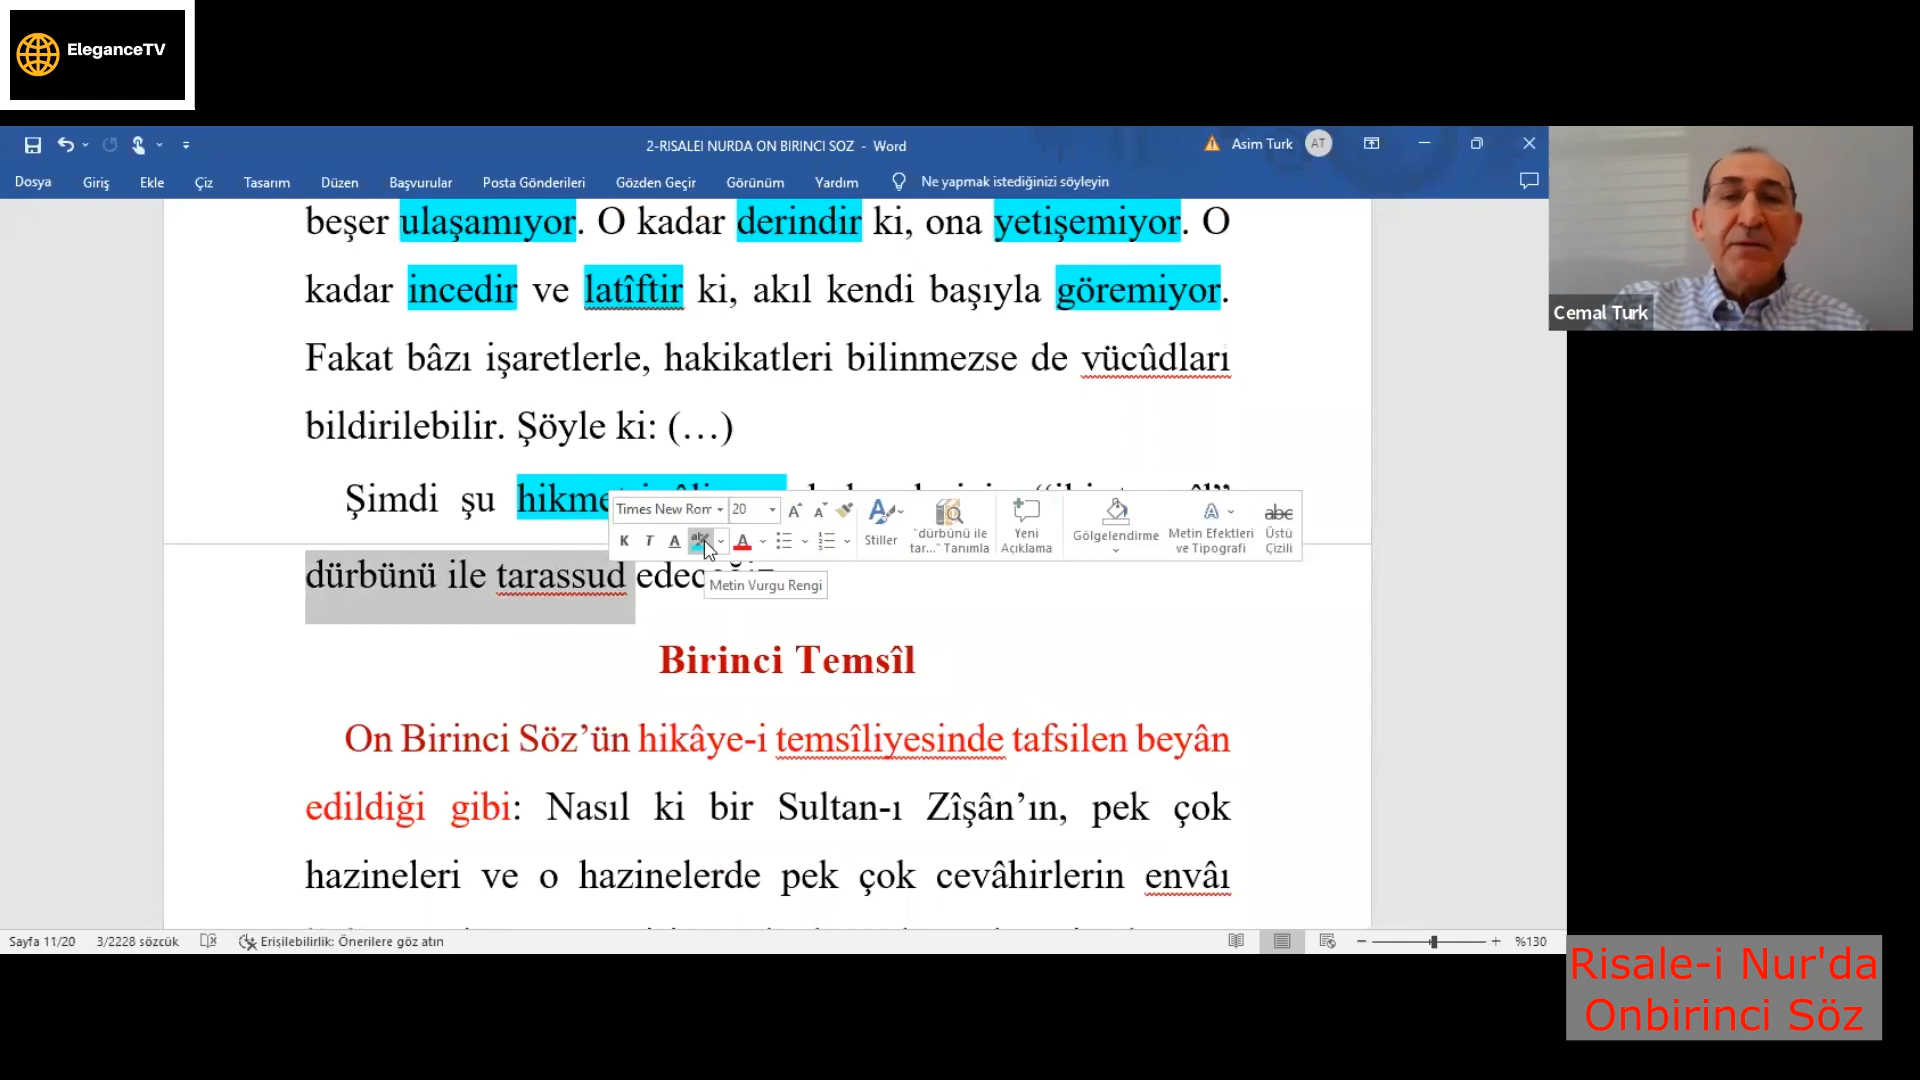 EleganceTV
2-RISALEI NURDA ON BIRINCI SOZ - Word
Asim Turk
AT
Dosya Giriş Ekle Çiz Tasarım Düzen Başvurular Posta Gönderileri Gözden Geçir Görünüm Yardım Ne yapmak istediğinizi söyleyin
beşer ulaşamıyor. O kadar derindir ki, ona yetişemiyor. O
kadar incedir ve latîftir ki, akıl kendi başıyla göremiyor.
Cemal Turk
Fakat bâzı işaretlerle, hakikatleri bilinmezse de vücûdları
bildirilebilir. Şöyle ki: (…)
Şimdi şu
Times New Rom 20
K T A abc A
Stiller
"dürbünü ile
tar..." Tanımla
Yeni
Açıklama
Gölgelendirme
Metin Efektleri
ve Tipografi
abc
Üstü
Çizili
dürbünü ile tarassud
Metin Vurgu Rengi
Birinci Temsîl
On Birinci Söz’ün hikâye-i temsîliyesinde tafsilen beyân
edildiği gibi: Nasıl ki bir Sultan-ı Zîşân’ın, pek çok
hazineleri ve o hazinelerde pek çok cevâhirlerin envâı
Sayfa 11/20 3/2228 sözcük Erişilebilirlik: Önerilere göz atın %130
Risale-i Nur'da
Onbirinci Söz